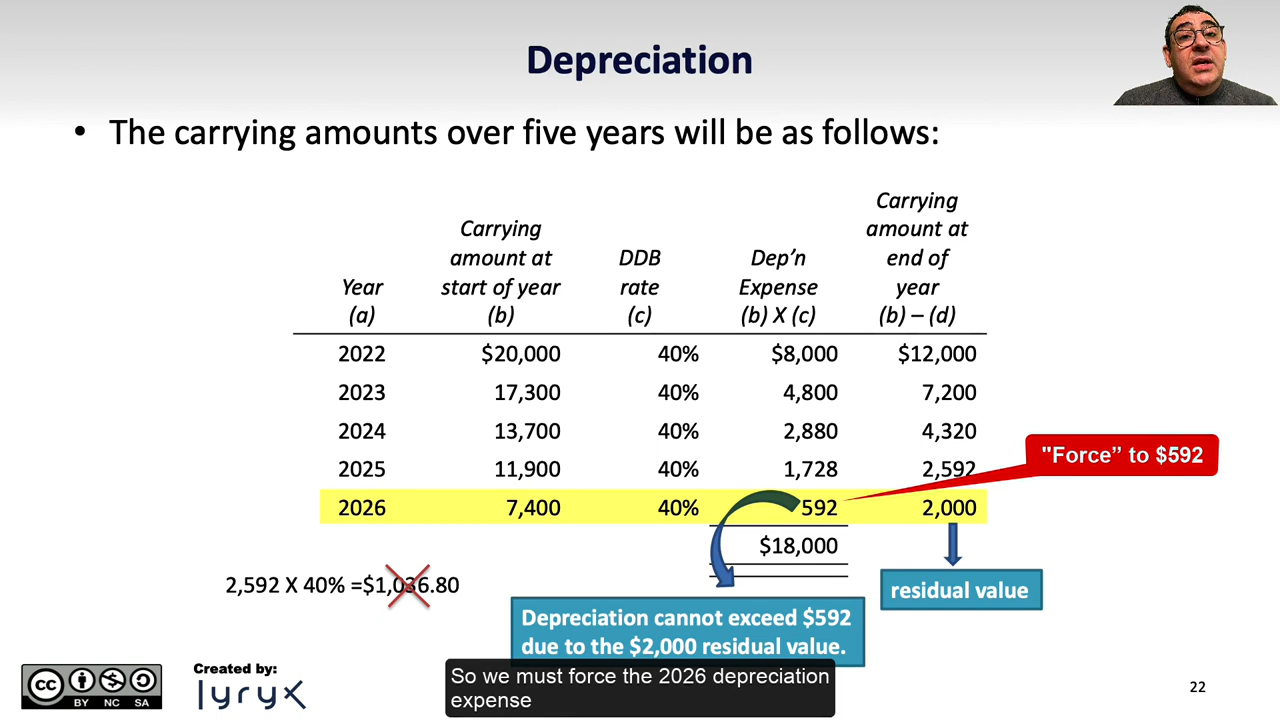 Depreciation
• The carrying amounts over five years will be as follows:
Carrying
amount at
end of
year
(b) – (d)
Carrying
amount at
start of year
(b)
DDB
rate
(c)
Dep’n
Expense
(b) X (c)
Year
(a)
2022 $20,000 40% $8,000 $12,000
2023 17,300 40% 4,800 7,200
2024 13,700 40% 2,880 4,320
2025 11,900 40% 1,728 2,592
"Force” to $592
2026 7,400 40% 592 2,000
$18,000
2,592 X 40% =$1,036.80
residual value
Depreciation cannot exceed $592
due to the $2,000 residual value.
So we must force the 2026 depreciation
expense
cc BY NC SA
Created by:
lyryx
22